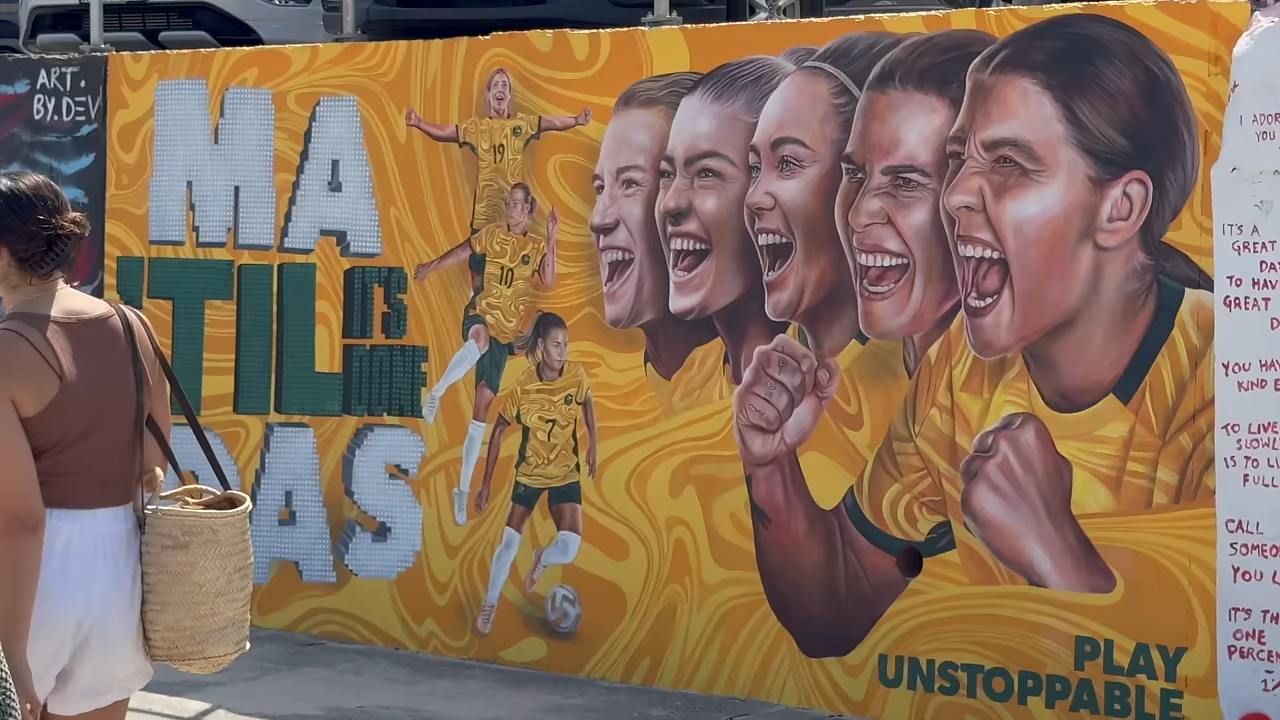 ART.
BY.DEV
MA
'TIL
IT'S
DONE
DAS
19
10
7
PLAY
UNSTOPPABLE
I ADOR
YOU
IT'S A
GREAT
DA
TO HAV
GREAT
D
YOU HAV
KIND E
TO LIVE
SLOWL
IS TO LI
FULL
CALL
SOMEO
YOU L
IT'S TH
ONE
PERCEN